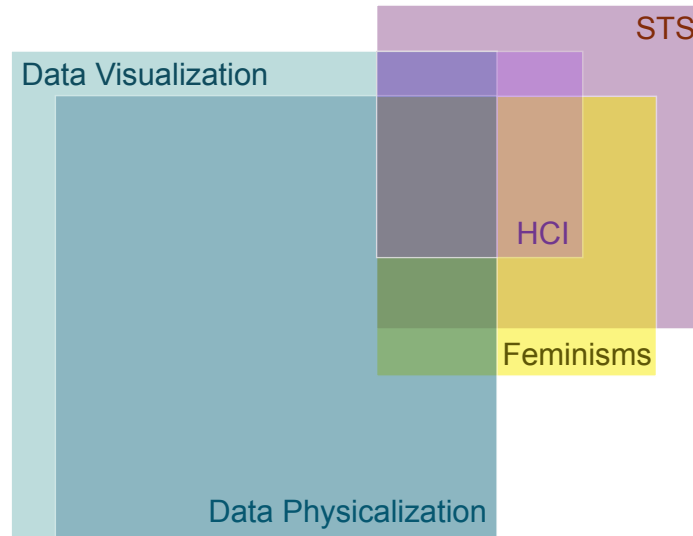 STS
Data Visualization
HCI
Feminisms
Data Physicalization